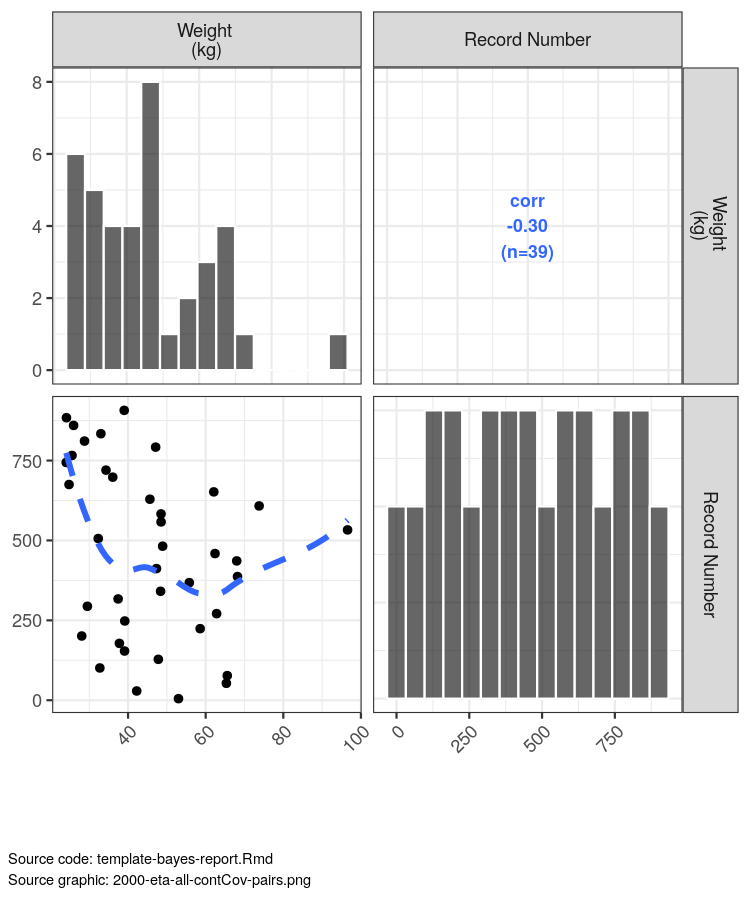 Weight
(kg)
Record Number
8
6
4
2
0
corr
-0.30
(n=39)
Weight
(kg)
750
500
250
0
Record Number
40
60
80
100
0
250
500
750
Source code: template-bayes-report.Rmd
Source graphic: 2000-eta-all-contCov-pairs.png